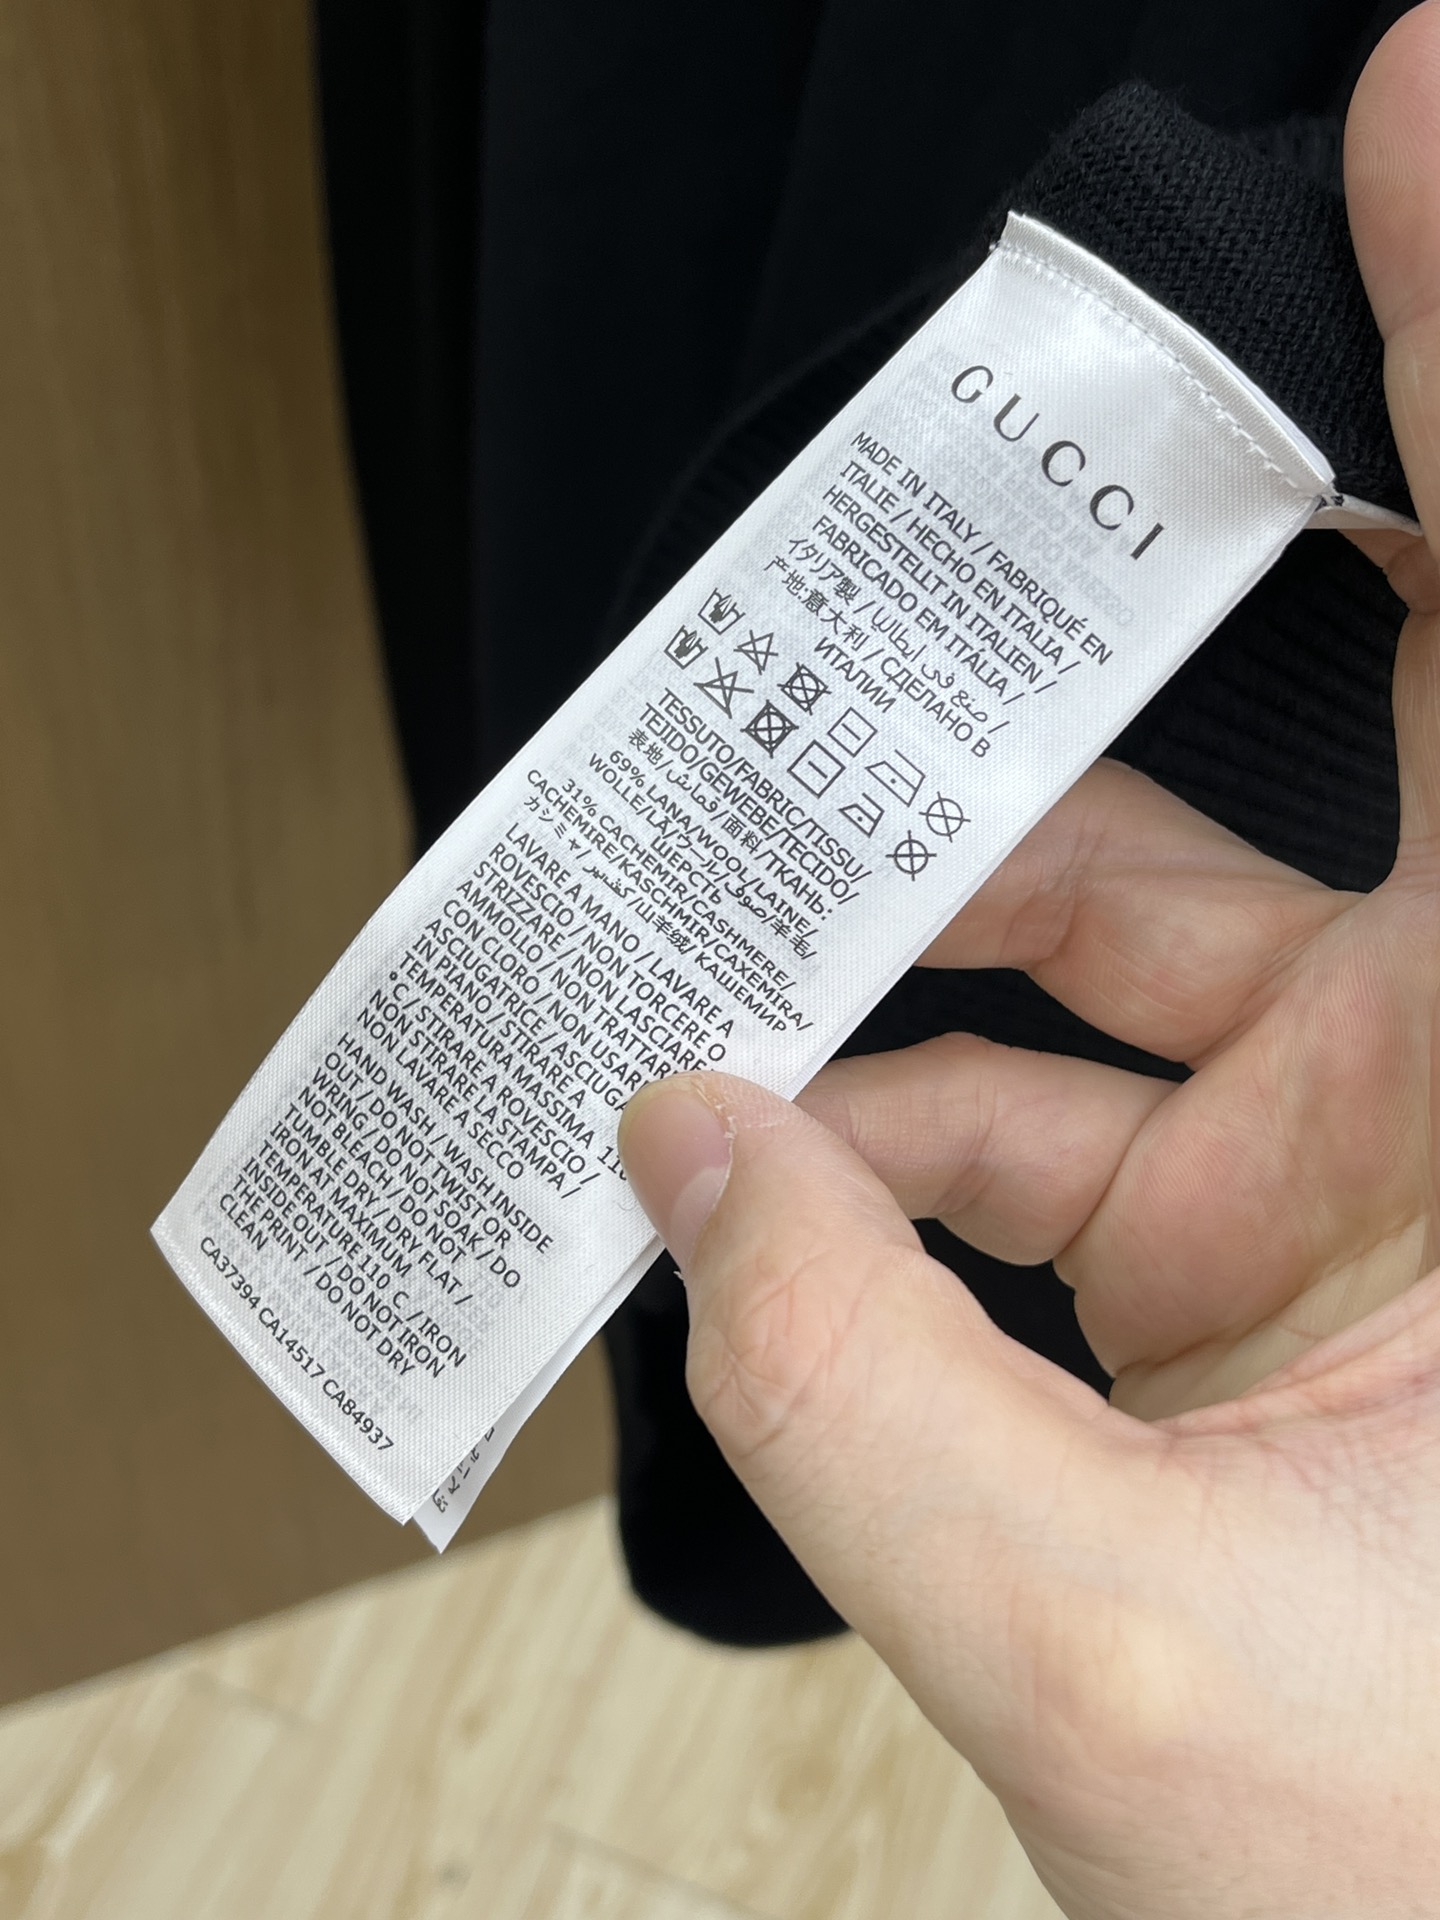 GUCCI
MADE IN ITALY / FABRIQUÉ EN
ITALIE / HECHO EN ITALIA /
HERGESTELLT IN ITALIEN /
FABRICADO EM ITÁLIA /
イタリア製 / صنع في إيطاليا /
产地:意大利 / СДЕЛАНО В
ИТАЛИИ
TESSUTO/FABRIC/TISSU/
TEJIDO/GEWEBE/TECIDO/
表地/قماش/面料/ТКАНЬ:
69% LANA/WOOL/LAINE/
WOLLE/LÃ/ウール/صوف/羊毛/
ШЕРСТЬ
31% CACHEMIR/CASHMERE/
CACHEMIRE/KASCHMIR/CAXEMIRA/
カシミャ/كشمير/山羊绒/ КАШЕМИР
LAVARE A MANO / LAVARE A
ROVESCIO / NON TORCERE O
STRIZZARE / NON LASCIARE
AMMOLLO / NON TRATTAR
CON CLORO / NON USAR
ASCIUGATRICE / ASCIUGA
IN PIANO / STIRARE A
TEMPERATURA MASSIMA 110
°C / STIRARE A ROVESCIO /
NON STIRARE LA STAMPA /
NON LAVARE A SECCO
HAND WASH / WASH INSIDE
OUT / DO NOT TWIST OR
WRING / DO NOT SOAK / DO
NOT BLEACH / DO NOT
TUMBLE DRY / DRY FLAT /
IRON AT MAXIMUM
TEMPERATURE 110 C / IRON
INSIDE OUT / DO NOT IRON
THE PRINT / DO NOT DRY
CLEAN
CA37394 CA14517 CA84937